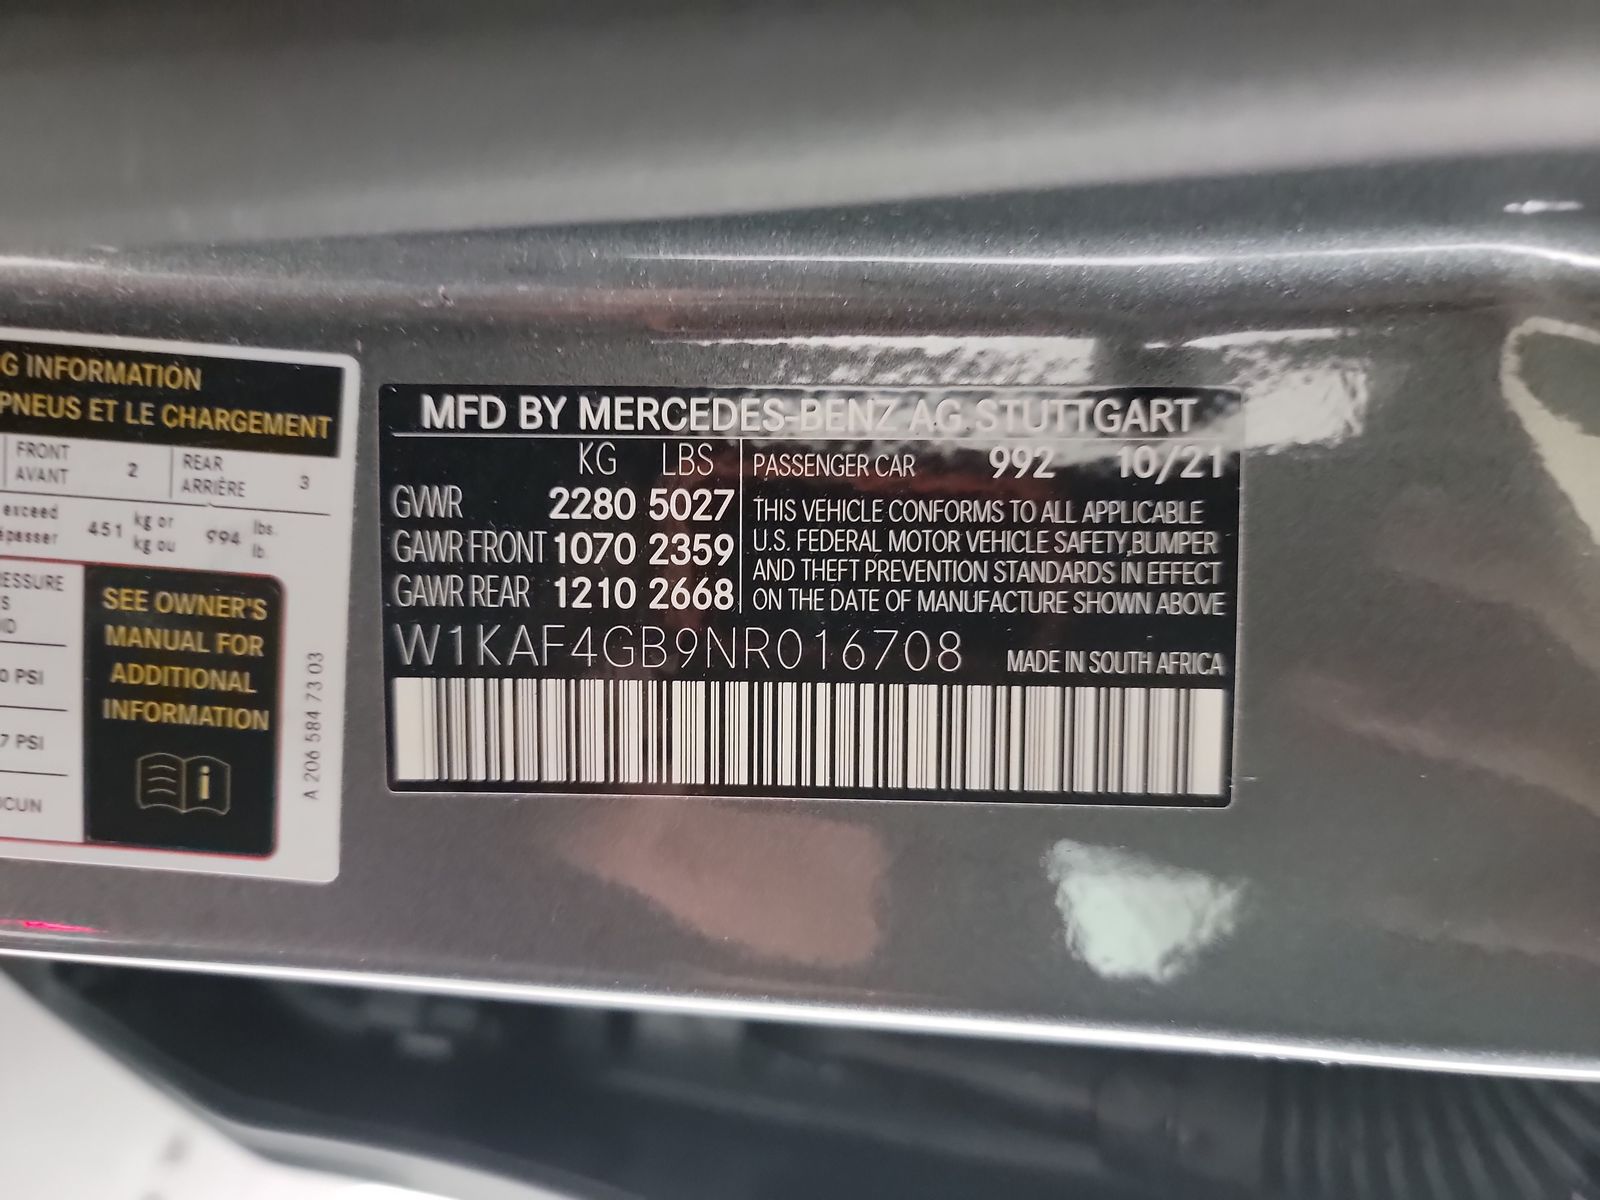 G INFORMATION
PNEUS ET LE CHARGEMENT
FRONT
AVANT
2
REAR
ARRIÈRE
3
exceed
451
kg or
kg ou
994
lbs.
lb.
SEE OWNER'S
MANUAL FOR
ADDITIONAL
INFORMATION
i
0 PSI
7 PSI
A 206 584 73 03
MFD BY MERCEDES-BENZ AG STUTTGART
KG LBS
GVWR 2280 5027
GAWR FRONT 1070 2359
GAWR REAR 1210 2668
PASSENGER CAR 992 10/21
THIS VEHICLE CONFORMS TO ALL APPLICABLE
U.S. FEDERAL MOTOR VEHICLE SAFETY,BUMPER
AND THEFT PREVENTION STANDARDS IN EFFECT
ON THE DATE OF MANUFACTURE SHOWN ABOVE
W1KAF4GB9NR016708 MADE IN SOUTH AFRICA